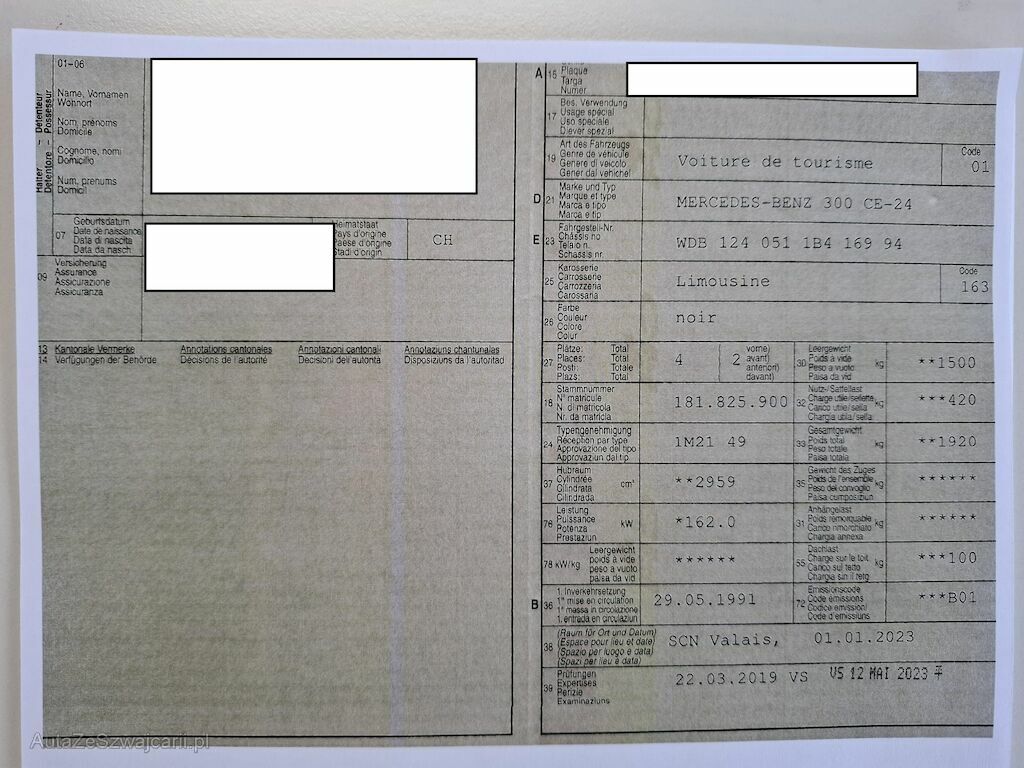 01-06
Halter - Détenteur
Detentore - Possessur
Name, Vornamen
Wohnort
Nom, prénoms
Domicile
Cognome, nomi
Domicilio
Num, prenums
Domicil
07
Geburtsdatum
Date de naissance
Data di nascita
Data da nasch.
Heimatstaat
Pays d'origine
Paese d'origine
Stadi d'origin
CH
09
Versicherung
Assurance
Assicurazione
Assicuranza
13 Kantonale Vermerke Annotations cantonales Annotazioni cantonali Annotaziuns chantunalas
14 Verfügungen der Behörde Décisions de l'autorité Decisioni dell'autorità Disposiziuns da l'autoritad
A 15
Plaque
Targa
Numer
17
Bes. Verwendung
Usage spécial
Uso speciale
Diever spezial
19
Art des Fahrzeugs
Genre de véhicule
Genere di veicolo
Gener dal vehichel
Voiture de tourisme
Code
01
D 21
Marke und Typ
Marque et type
Marca e tipo
Marca e tip
MERCEDES-BENZ 300 CE-24
E 23
Fahrgestell-Nr.
Châssis no
Telaio n.
Schassis nr.
WDB 124 051 1B4 169 94
25
Karosserie
Carrosserie
Carrozzeria
Carossaria
Limousine
Code
163
26
Farbe
Couleur
Colore
Colur
noir
27
Plätze: Total
Places: Total
Posti: Totale
Plazs: Total
4 ( 2
vorne)
avant)
anteriori)
davant)
30
Leergewicht
Poids à vide
Peso a vuoto
Paisa da vid
kg
**1500
18
Stammnummer
N° matricule
N. di matricola
Nr. da matricla
181.825.900
32
Nutz-/Sattellast
Charge utile/sellette
Carico utile/sella
Chargia utila/sella
kg
***420
24
Typengenehmigung
Réception par type
Approvazione del tipo
Approvaziun dal tip
1M21 49
33
Gesamtgewicht
Poids total
Peso totale
Paisa totala
kg
**1920
37
Hubraum
Cylindrée
Cilindrata
Cilindrada
cm³
**2959
35
Gewicht des Zuges
Poids de l'ensemble
Peso del convoglio
Paisa cumposiziun
kg
******
76
Leistung
Puissance
Potenza
Prestaziun
kW
*162.0
31
Anhängelast
Poids remorquable
Carico rimorchiato
Chargia annexa
kg
******
78 kW/kg
Leergewicht
poids à vide
peso a vuoto
paisa da vid
******
55
Dachlast
Charge sur le toit
Carico sul tetto
Chargia sin il tetg
kg
***100
B 36
1. Inverkehrsetzung
1re mise en circulation
1a messa in circolazione
1. entrada en circulaziun
29.05.1991
72
Emissionscode
Code émissions
Codice emissioni
Code d'emissiuns
***B01
38
(Raum für Ort und Datum)
(Espace pour lieu et date)
(Spazio per luogo e data)
(Spazi per lieu e data)
SCN Valais, 01.01.2023
39
Prüfungen
Expertises
Perizie
Examinaziuns
22.03.2019 VS
VS 12 MAI 2023
AutaZeSzwajcarii.pl